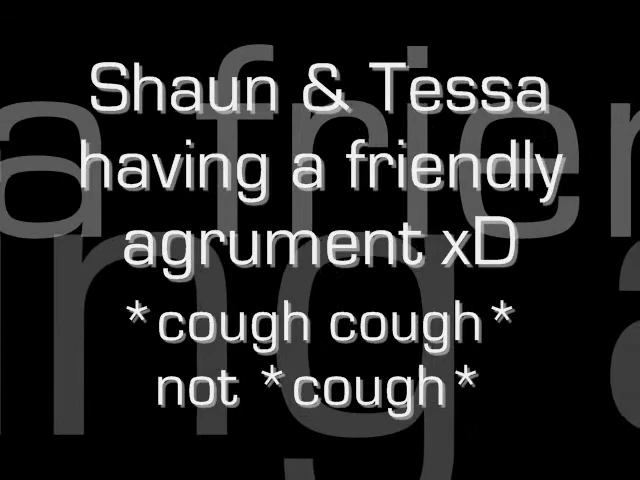 Shaun & Tessa
having a friendly
agrument xD
*cough cough*
not *cough*